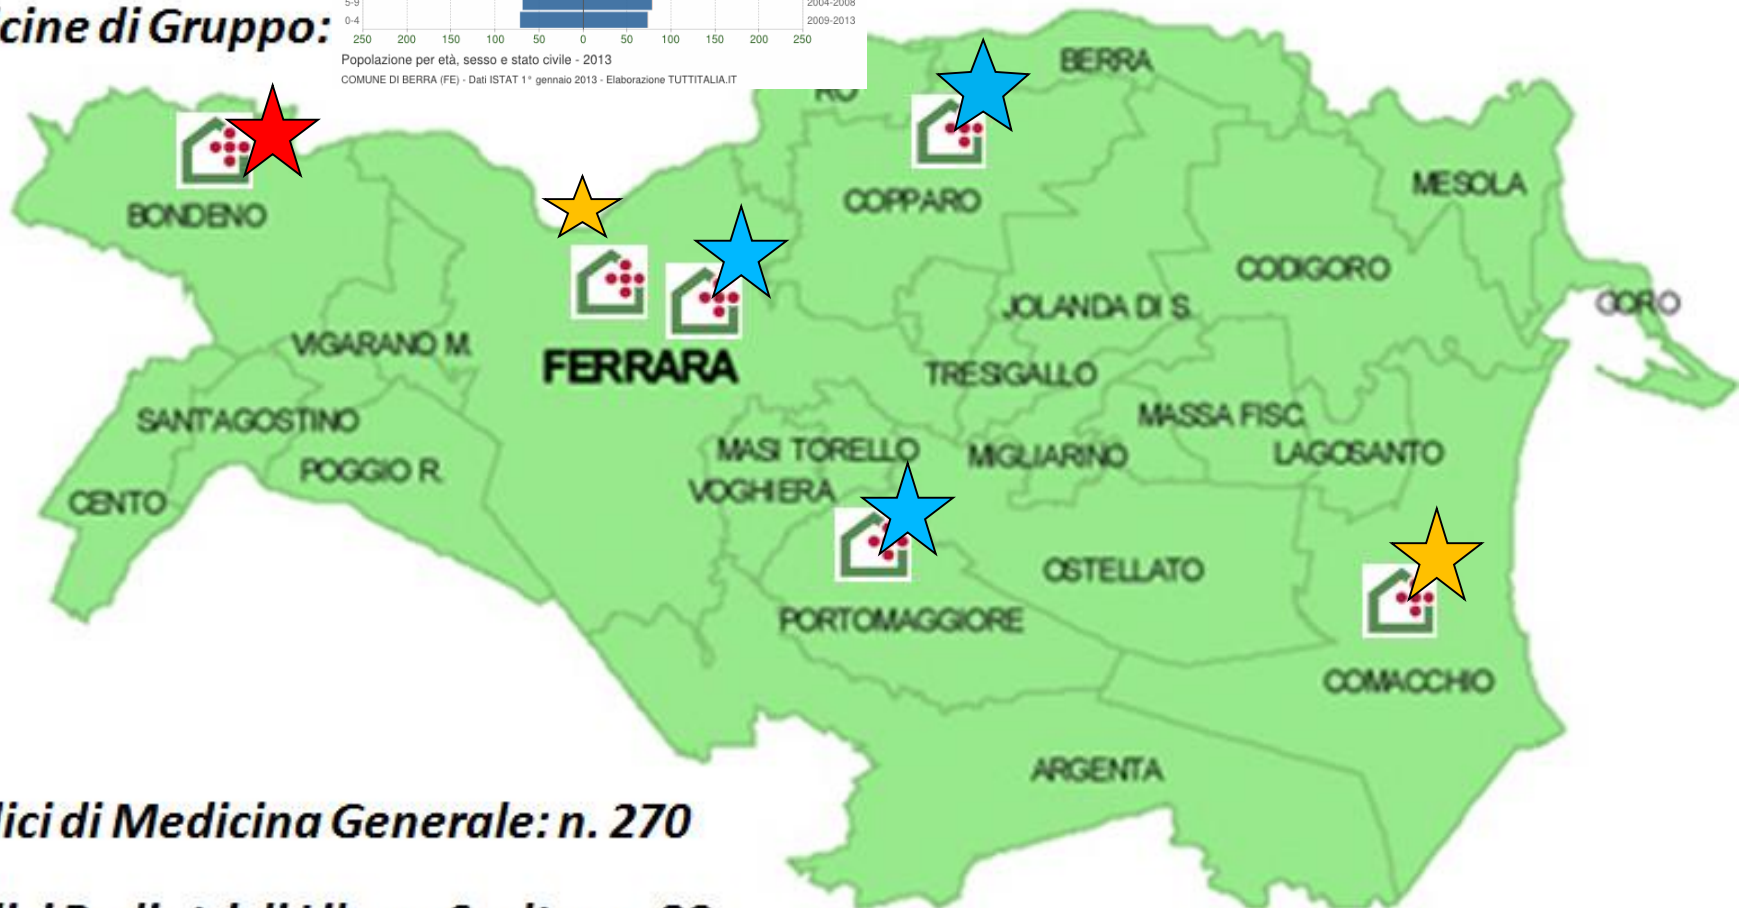 5-9 2004-2008
0-4 2009-2013
250 200 150 100 50 0 50 100 150 200 250
Popolazione per età, sesso e stato civile - 2013
COMUNE DI BERRA (FE) - Dati ISTAT 1° gennaio 2013 - Elaborazione TUTTITALIA.IT
cine di Gruppo:
BERRA
RO
MESOLA
COPPARO
BONDENO
CODIGORO
GORO
JOLANDA DI S.
VIGARANO M.
FERRARA
TRESIGALLO
MASSA FISC.
SANT'AGOSTINO
MASI TORELLO
MIGLIARINO
LAGOSANTO
POGGIO R.
VOGHIERA
CENTO
OSTELLATO
PORTOMAGGIORE
COMACCHIO
ARGENTA
ici di Medicina Generale: n. 270